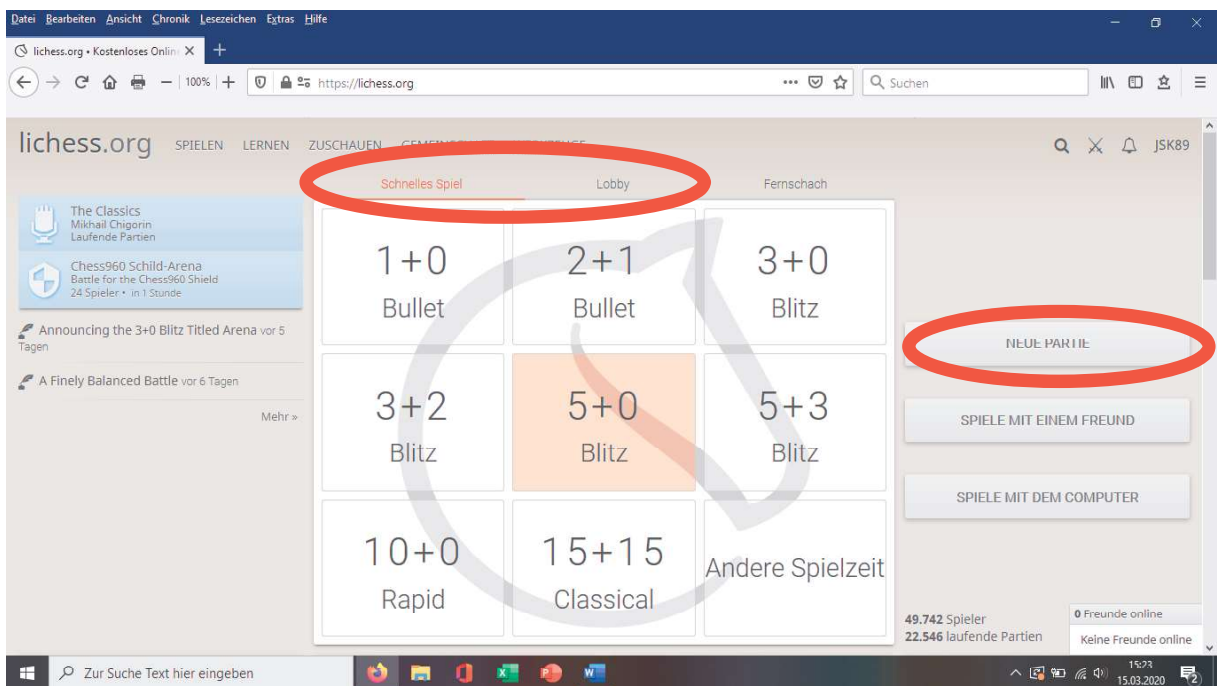 Datei Bearbeiten Ansicht Chronik Lesezeichen Extras Hilfe
lichess.org • Kostenloses Onlin
100%
https://lichess.org
Suchen
lichess.org SPIELEN LERNEN ZUSCHAUEN
JSK89
Schnelles Spiel Lobby Fernschach
The Classics
Mikhail Chigorin
Laufende Partien
Chess960 Schild-Arena
Battle for the Chess960 Shield
24 Spieler • in 1 Stunde
Announcing the 3+0 Blitz Titled Arena vor 5
Tagen
A Finely Balanced Battle vor 6 Tagen
Mehr »
1+0
Bullet
2+1
Bullet
3+0
Blitz
3+2
Blitz
5+0
Blitz
5+3
Blitz
10+0
Rapid
15+15
Classical
Andere Spielzeit
NEUE PARTIE
SPIELE MIT EINEM FREUND
SPIELE MIT DEM COMPUTER
49.742 Spieler
22.546 laufende Partien
0 Freunde online
Keine Freunde online
Zur Suche Text hier eingeben
15:23
15.03.2020
2